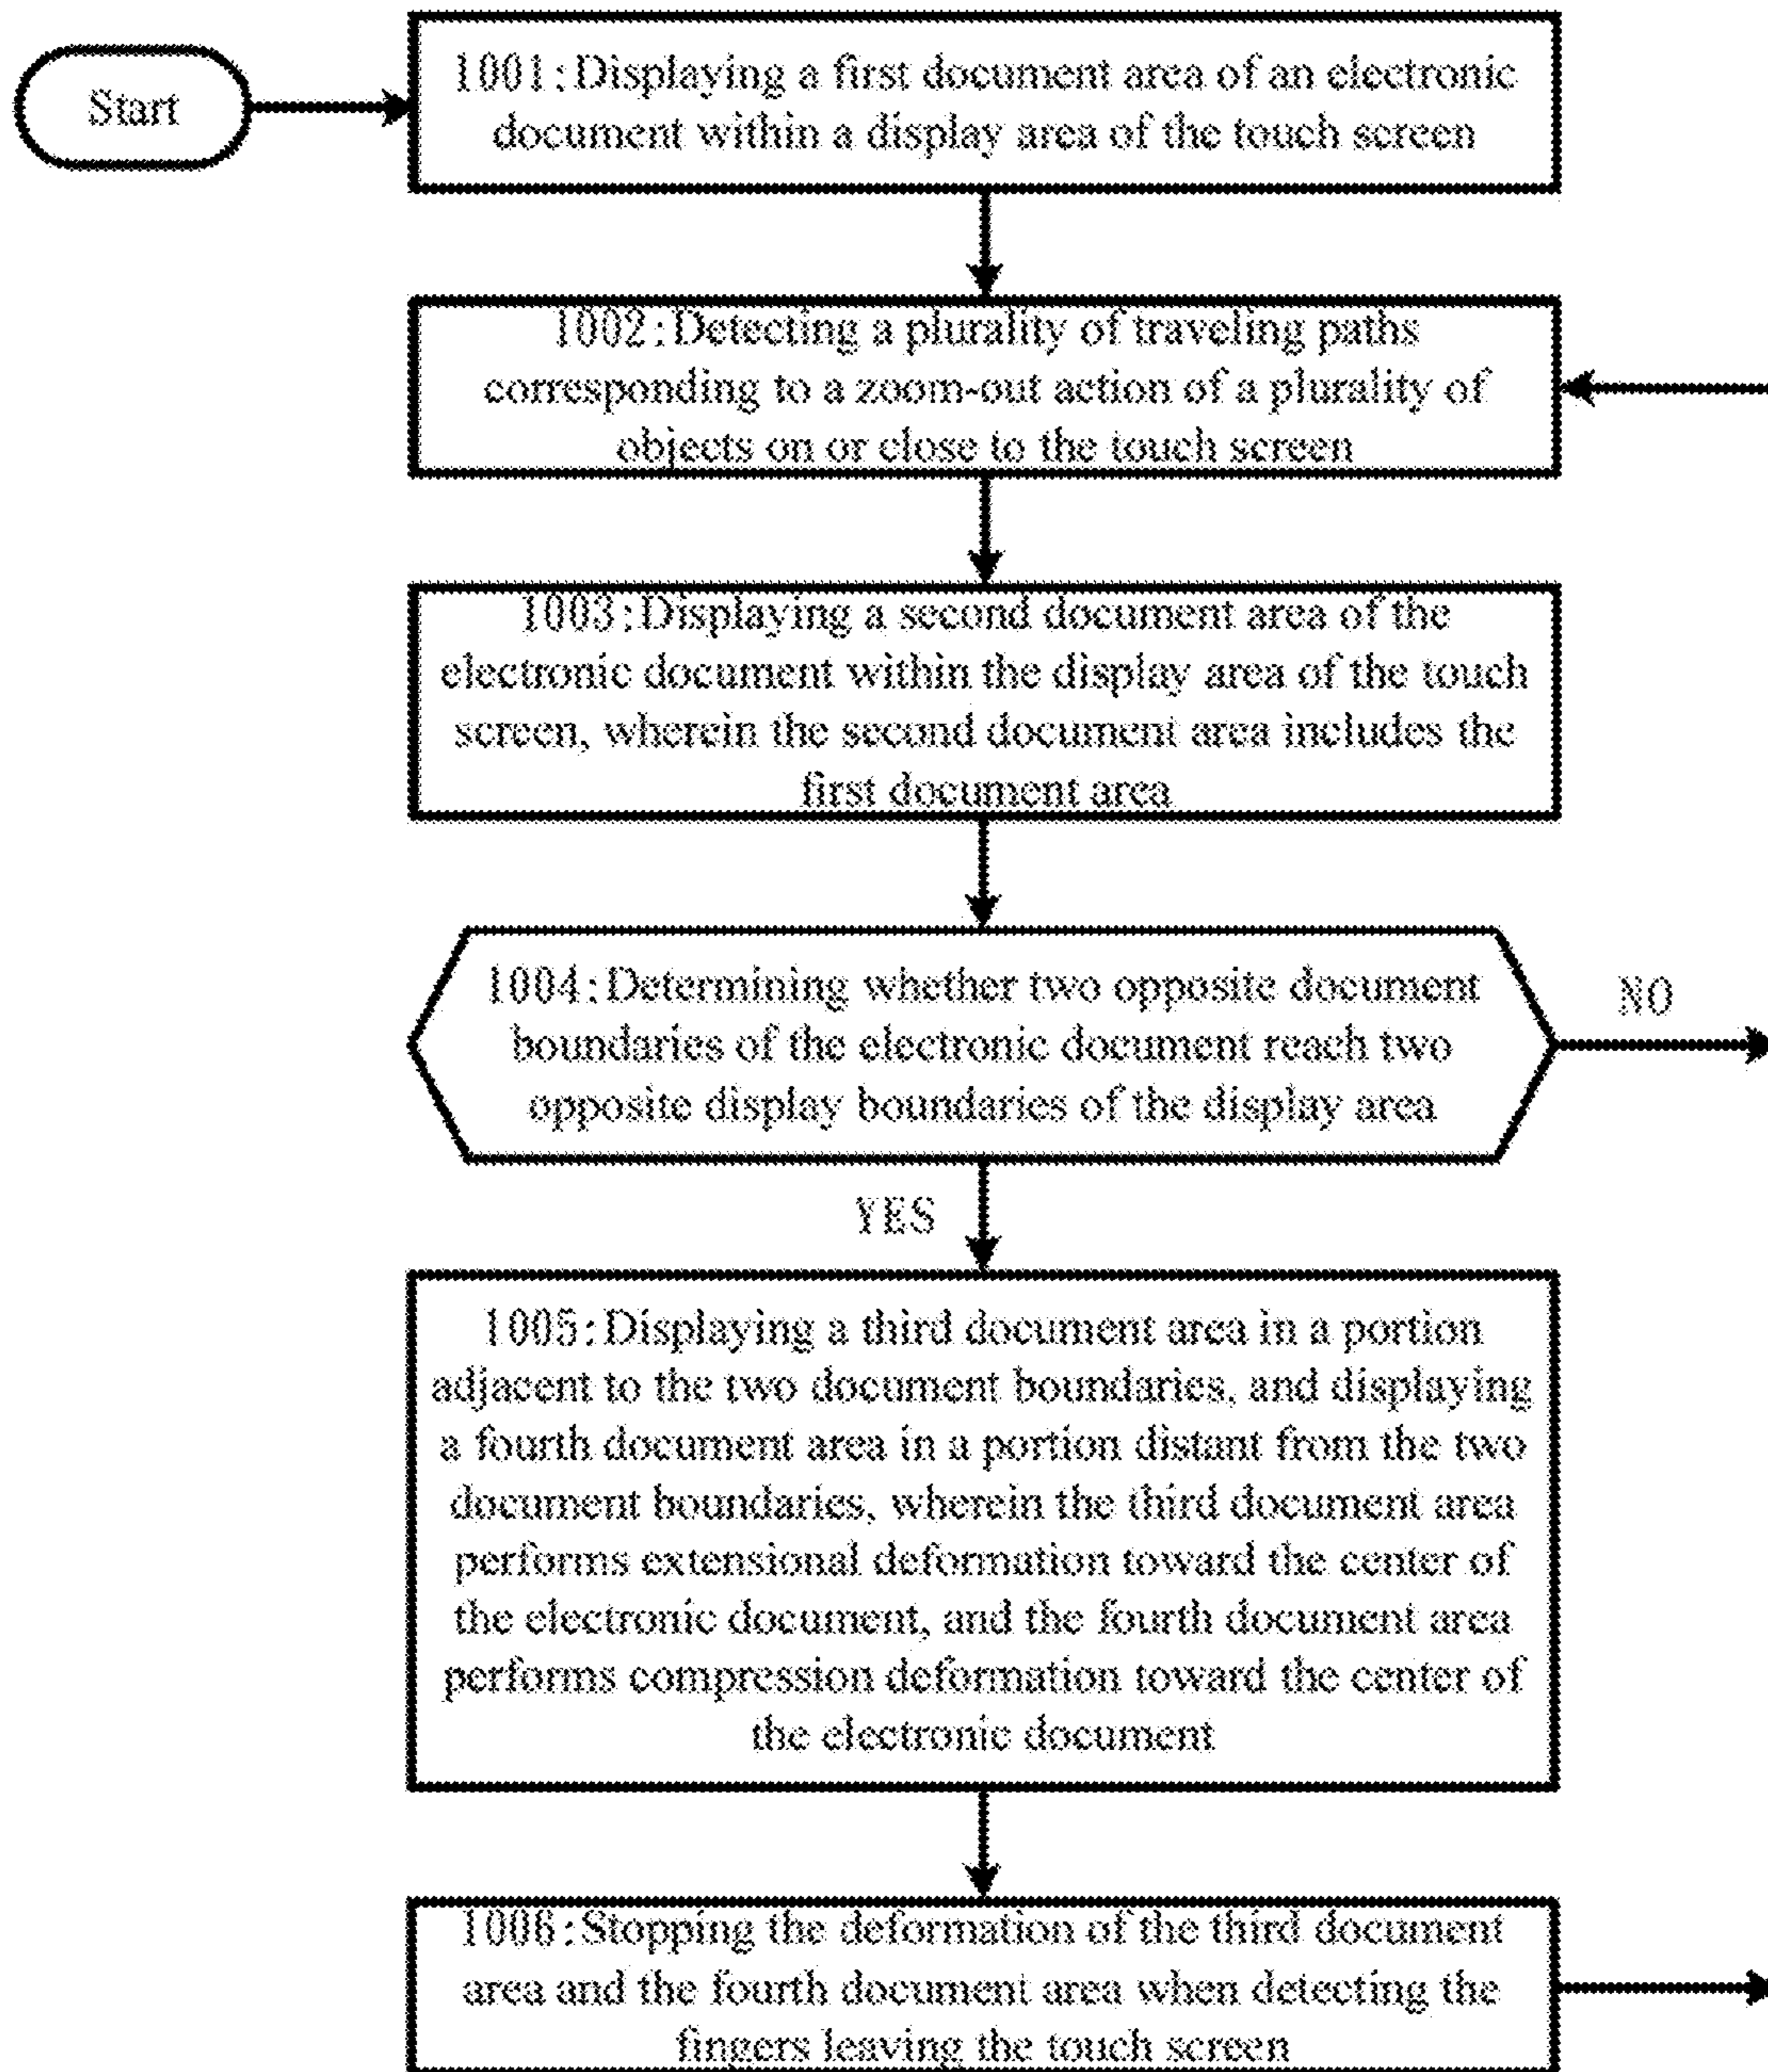 Start
1001:Displaying a first document area of an electronic
document within a display area of the touch screen
1002:Detecting a plurality of traveling paths
corresponding to a zoom-out action of a plurality of
objects on or close to the touch screen
1003:Displaying a second document area of the
electronic document within the display area of the touch
screen, wherein the second document area includes the
first document area
1004:Determining whether two opposite document
boundaries of the electronic document reach two
opposite display boundaries of the display area
NO
YES
1005:Displaying a third document area in a portion
adjacent to the two document boundaries, and displaying
a fourth document area in a portion distant from the two
document boundaries, wherein the third document area
performs extensional deformation toward the center of
the electronic document, and the fourth document area
performs compression deformation toward the center of
the electronic document
1006:Stopping the deformation of the third document
area and the fourth document area when detecting the
fingers leaving the touch screen